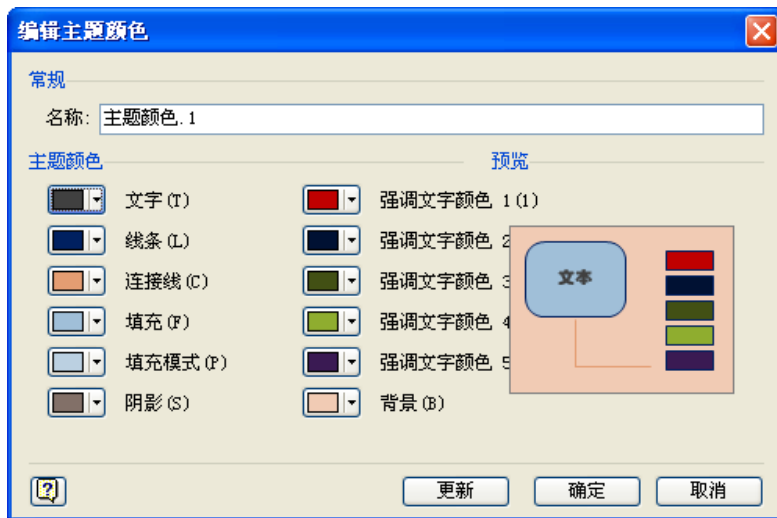 编辑主题颜色
常规
名称: 主题颜色.1
主题颜色 预览
文字(T) 强调文字颜色 1(1)
线条(L) 强调文字颜色 2
连接线(C) 强调文字颜色 3
填充(F) 强调文字颜色 4
填充模式(P) 强调文字颜色 5
阴影(S) 背景(B)
文本
更新 确定 取消